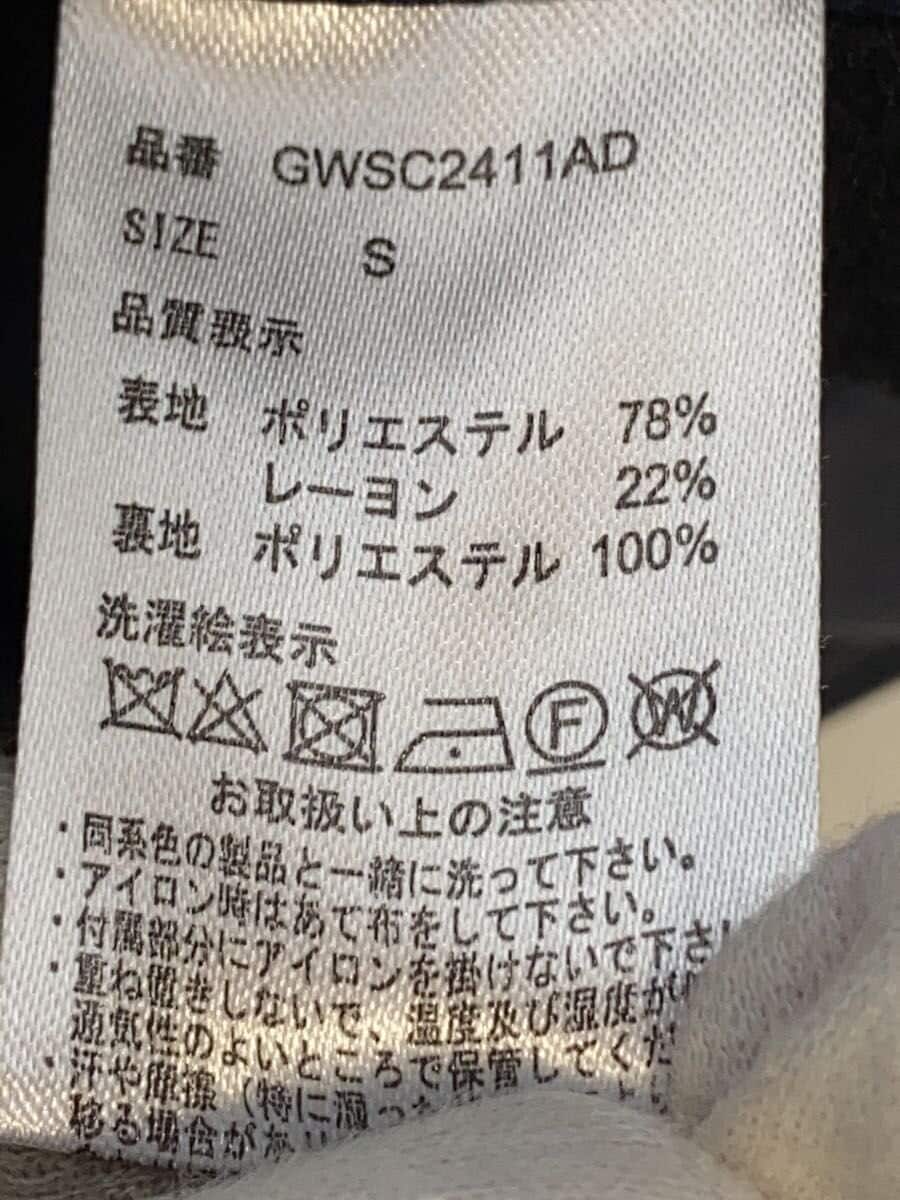 品番 GWSC2411AD
SIZE S
品質表示
表地 ポリエステル 78%
レーヨン 22%
裏地 ポリエステル 100%
洗濯絵表示
F W
お取扱い上の注意
・同系色の製品と一緒に洗って下さい。
・アイロン時はあて布をして下さい。
・付属部分にアイロンを掛けないで下さい
・重ね置きしないで、温度及び湿度が
通気性のよいところで保管してくだ
・汗や摩擦(特に湿った
移る場合があり